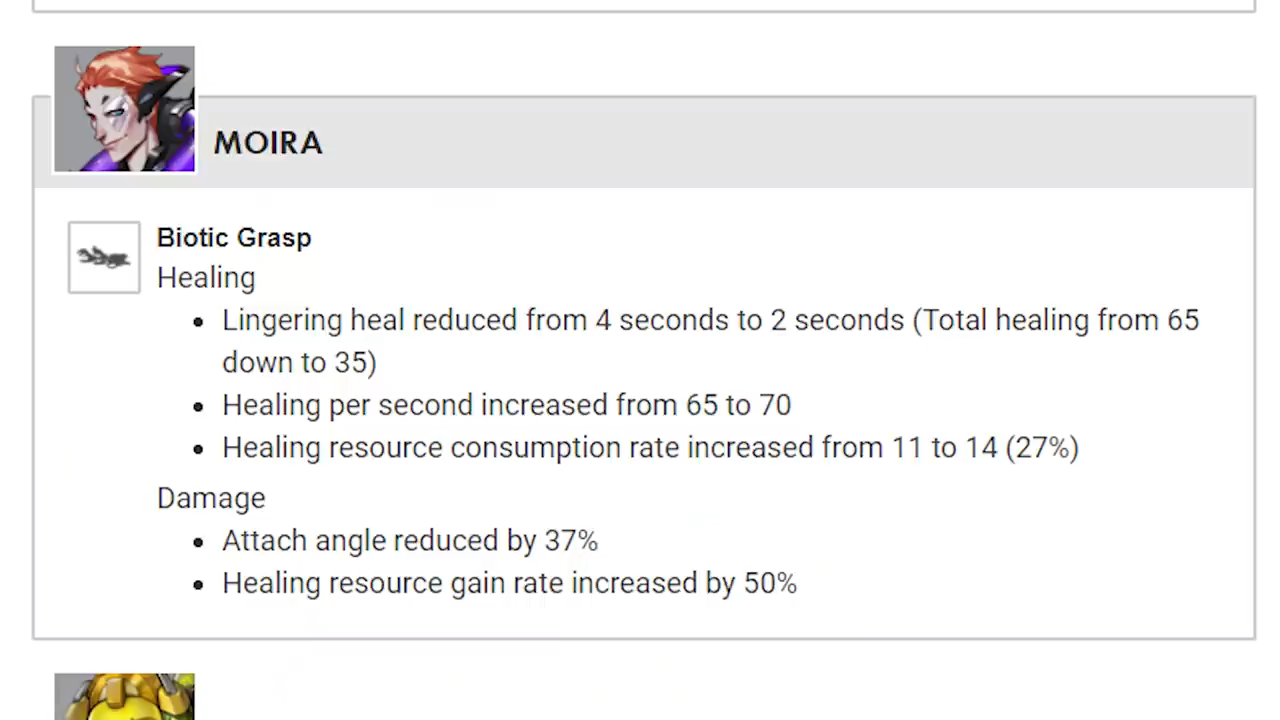 MOIRA
Biotic Grasp
Healing
• Lingering heal reduced from 4 seconds to 2 seconds (Total healing from 65
down to 35)
• Healing per second increased from 65 to 70
• Healing resource consumption rate increased from 11 to 14 (27%)
Damage
• Attach angle reduced by 37%
• Healing resource gain rate increased by 50%